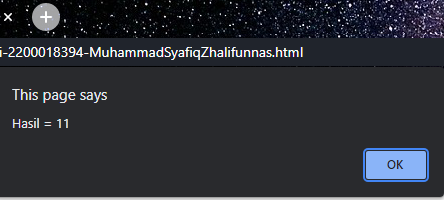 i-2200018394-MuhammadSyafiqZhalifunnas.html
This page says
Hasil = 11
OK